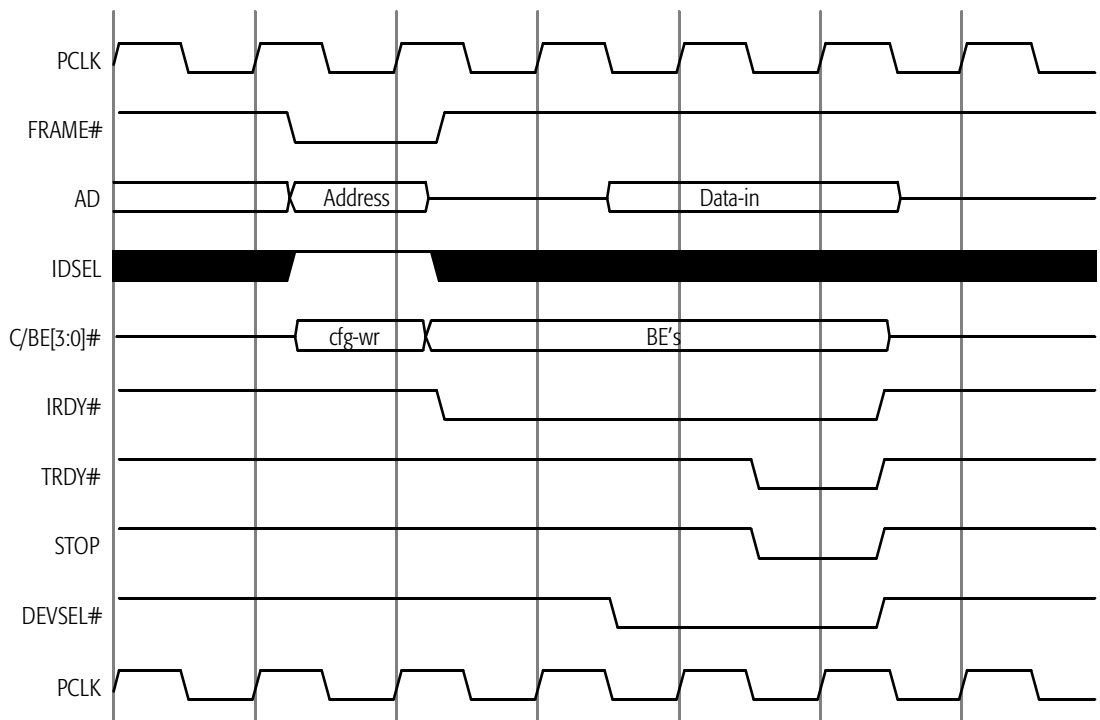 PCLK
FRAME#
AD
Address
Data-in
IDSEL
C/BE[3:0]#
cfg-wr
BE's
IRDY#
TRDY#
STOP
DEVSEL#
PCLK